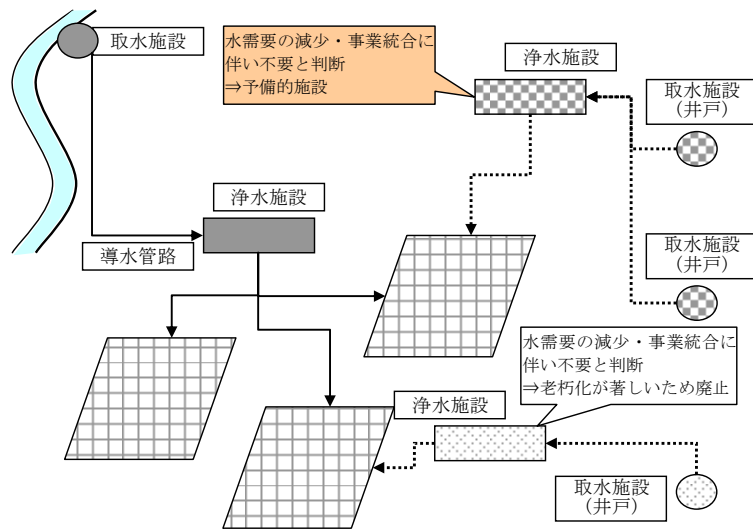 取水施設
水需要の減少・事業統合に
伴い不要と判断
⇒予備的施設
浄水施設
取水施設
（井戸）
浄水施設
導水管路
取水施設
（井戸）
水需要の減少・事業統合に
伴い不要と判断
⇒老朽化が著しいため廃止
浄水施設
取水施設
（井戸）